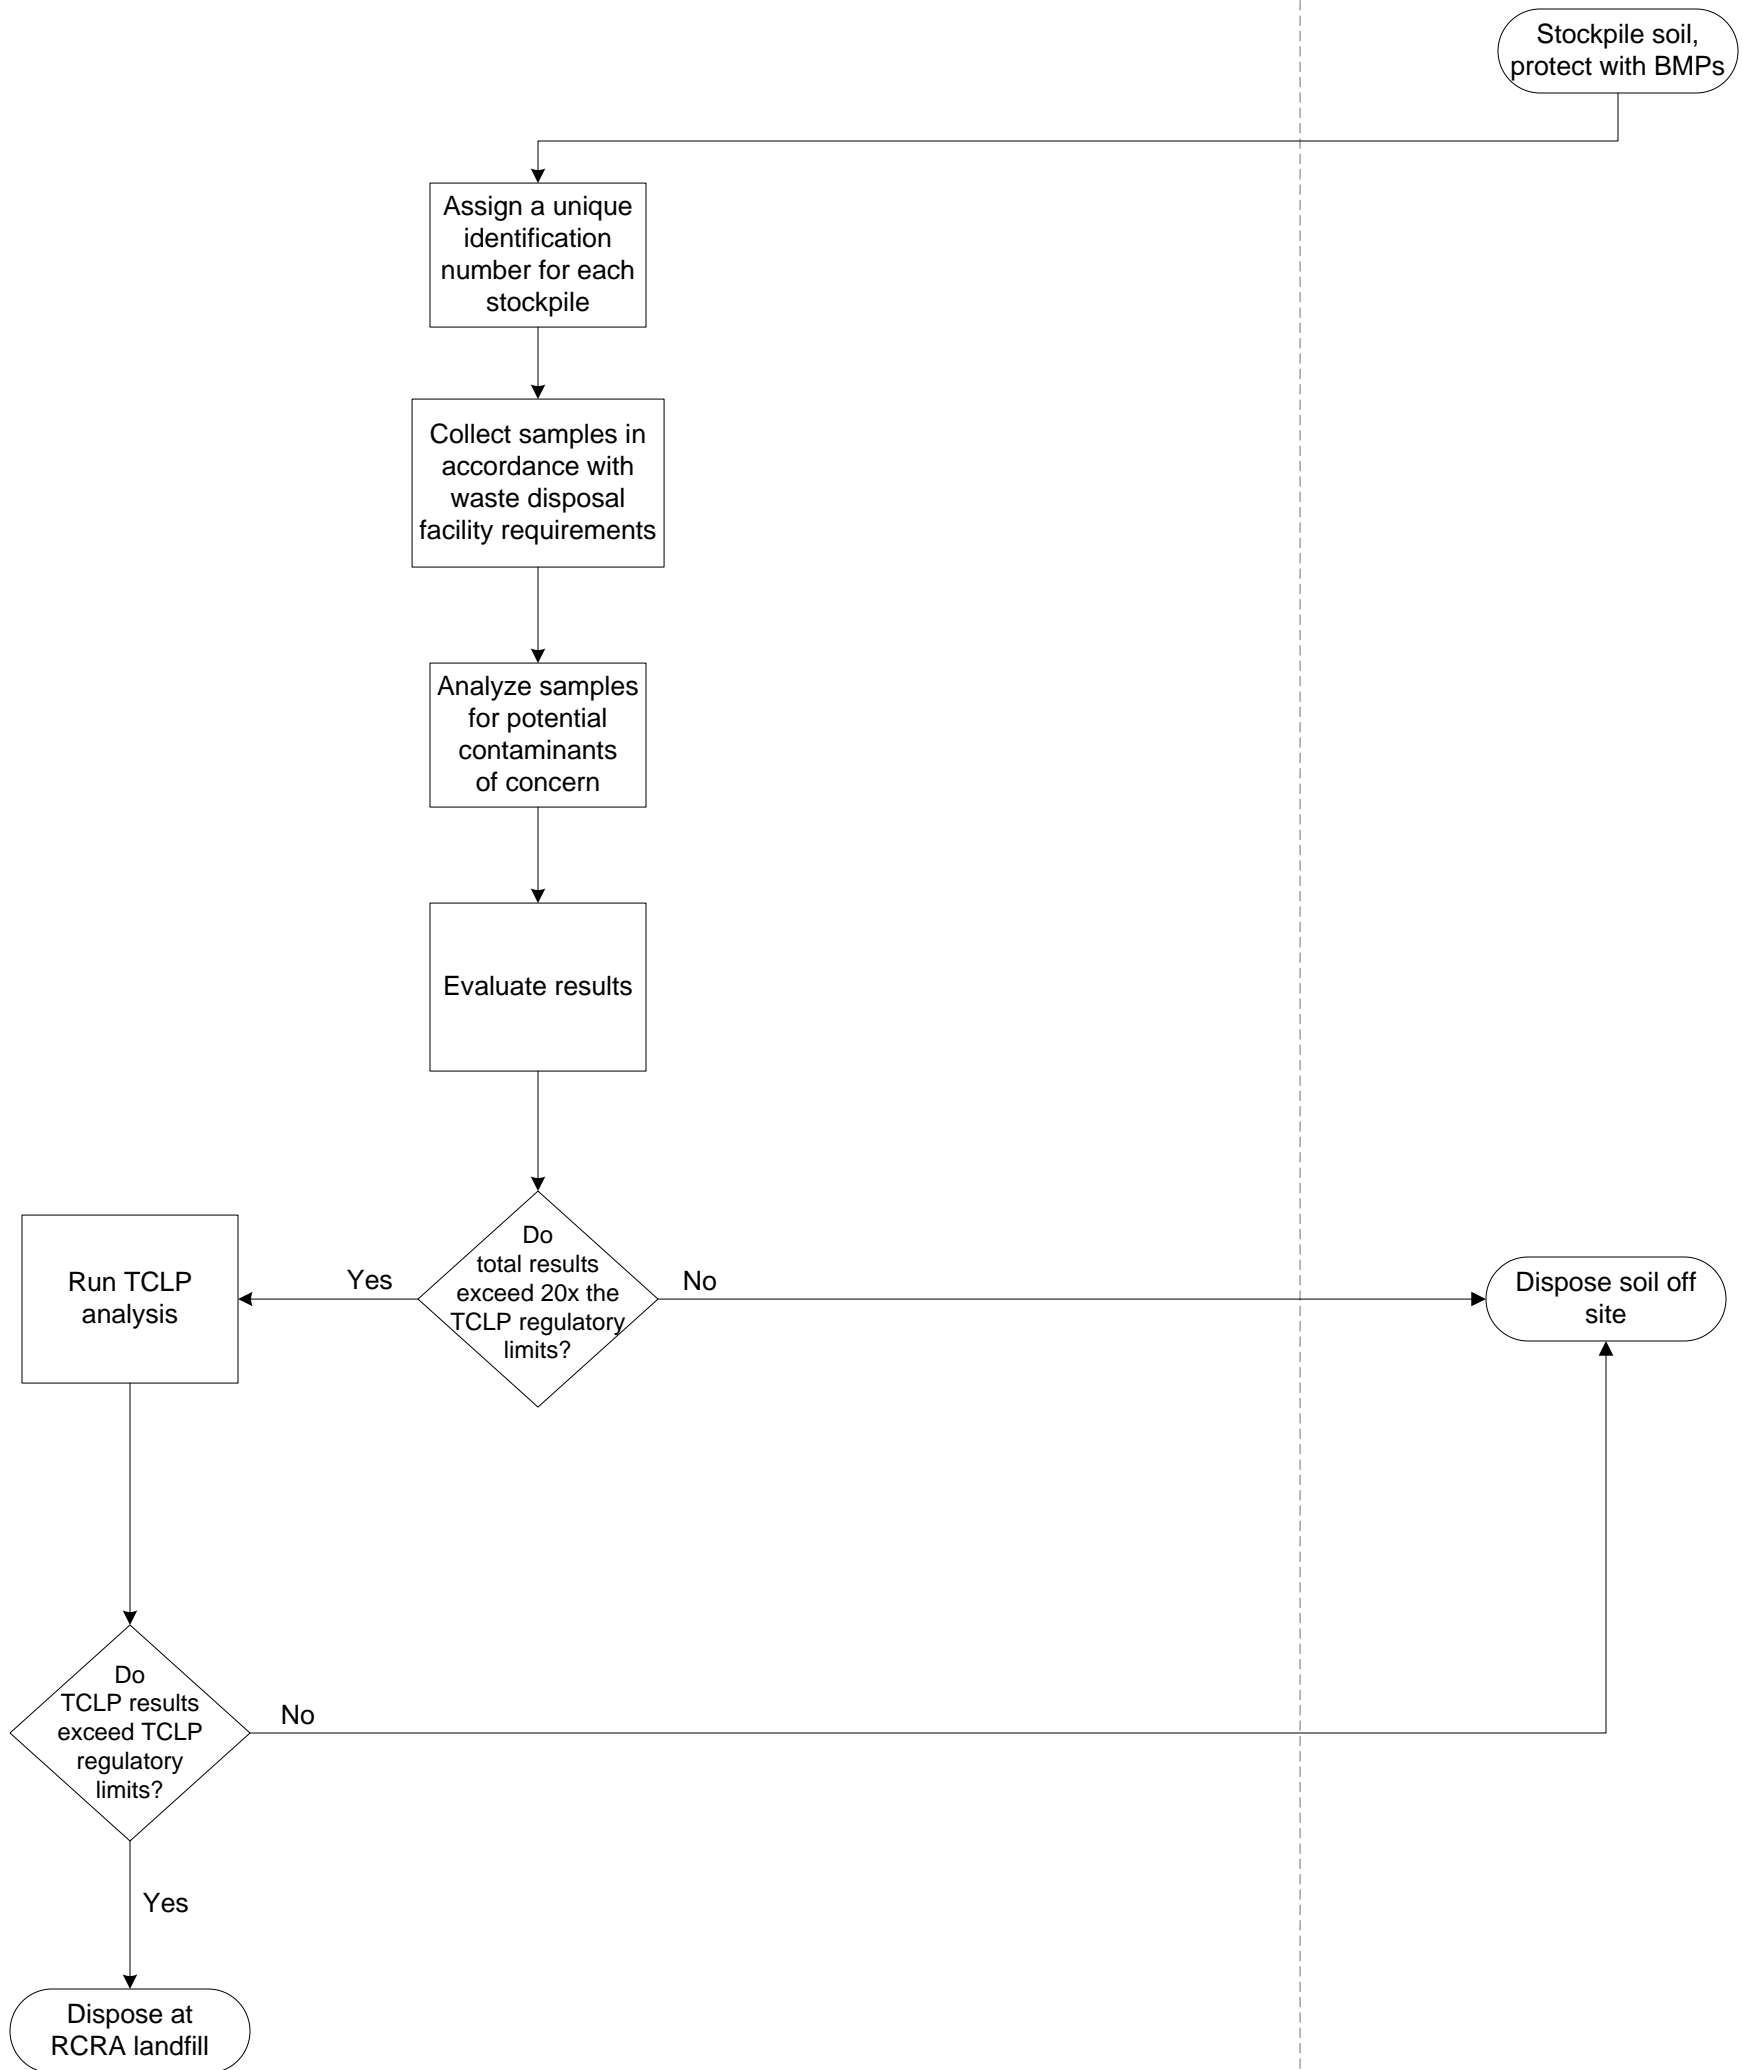 Stockpile soil,
protect with BMPs
Assign a unique
identification
number for each
stockpile
Collect samples in
accordance with
waste disposal
facility requirements
Analyze samples
for potential
contaminants
of concern
Evaluate results
Do
total results
exceed 20x the
TCLP regulatory
limits?
Yes
No
Run TCLP
analysis
Dispose soil off
site
Do
TCLP results
exceed TCLP
regulatory
limits?
No
Yes
Dispose at
RCRA landfill